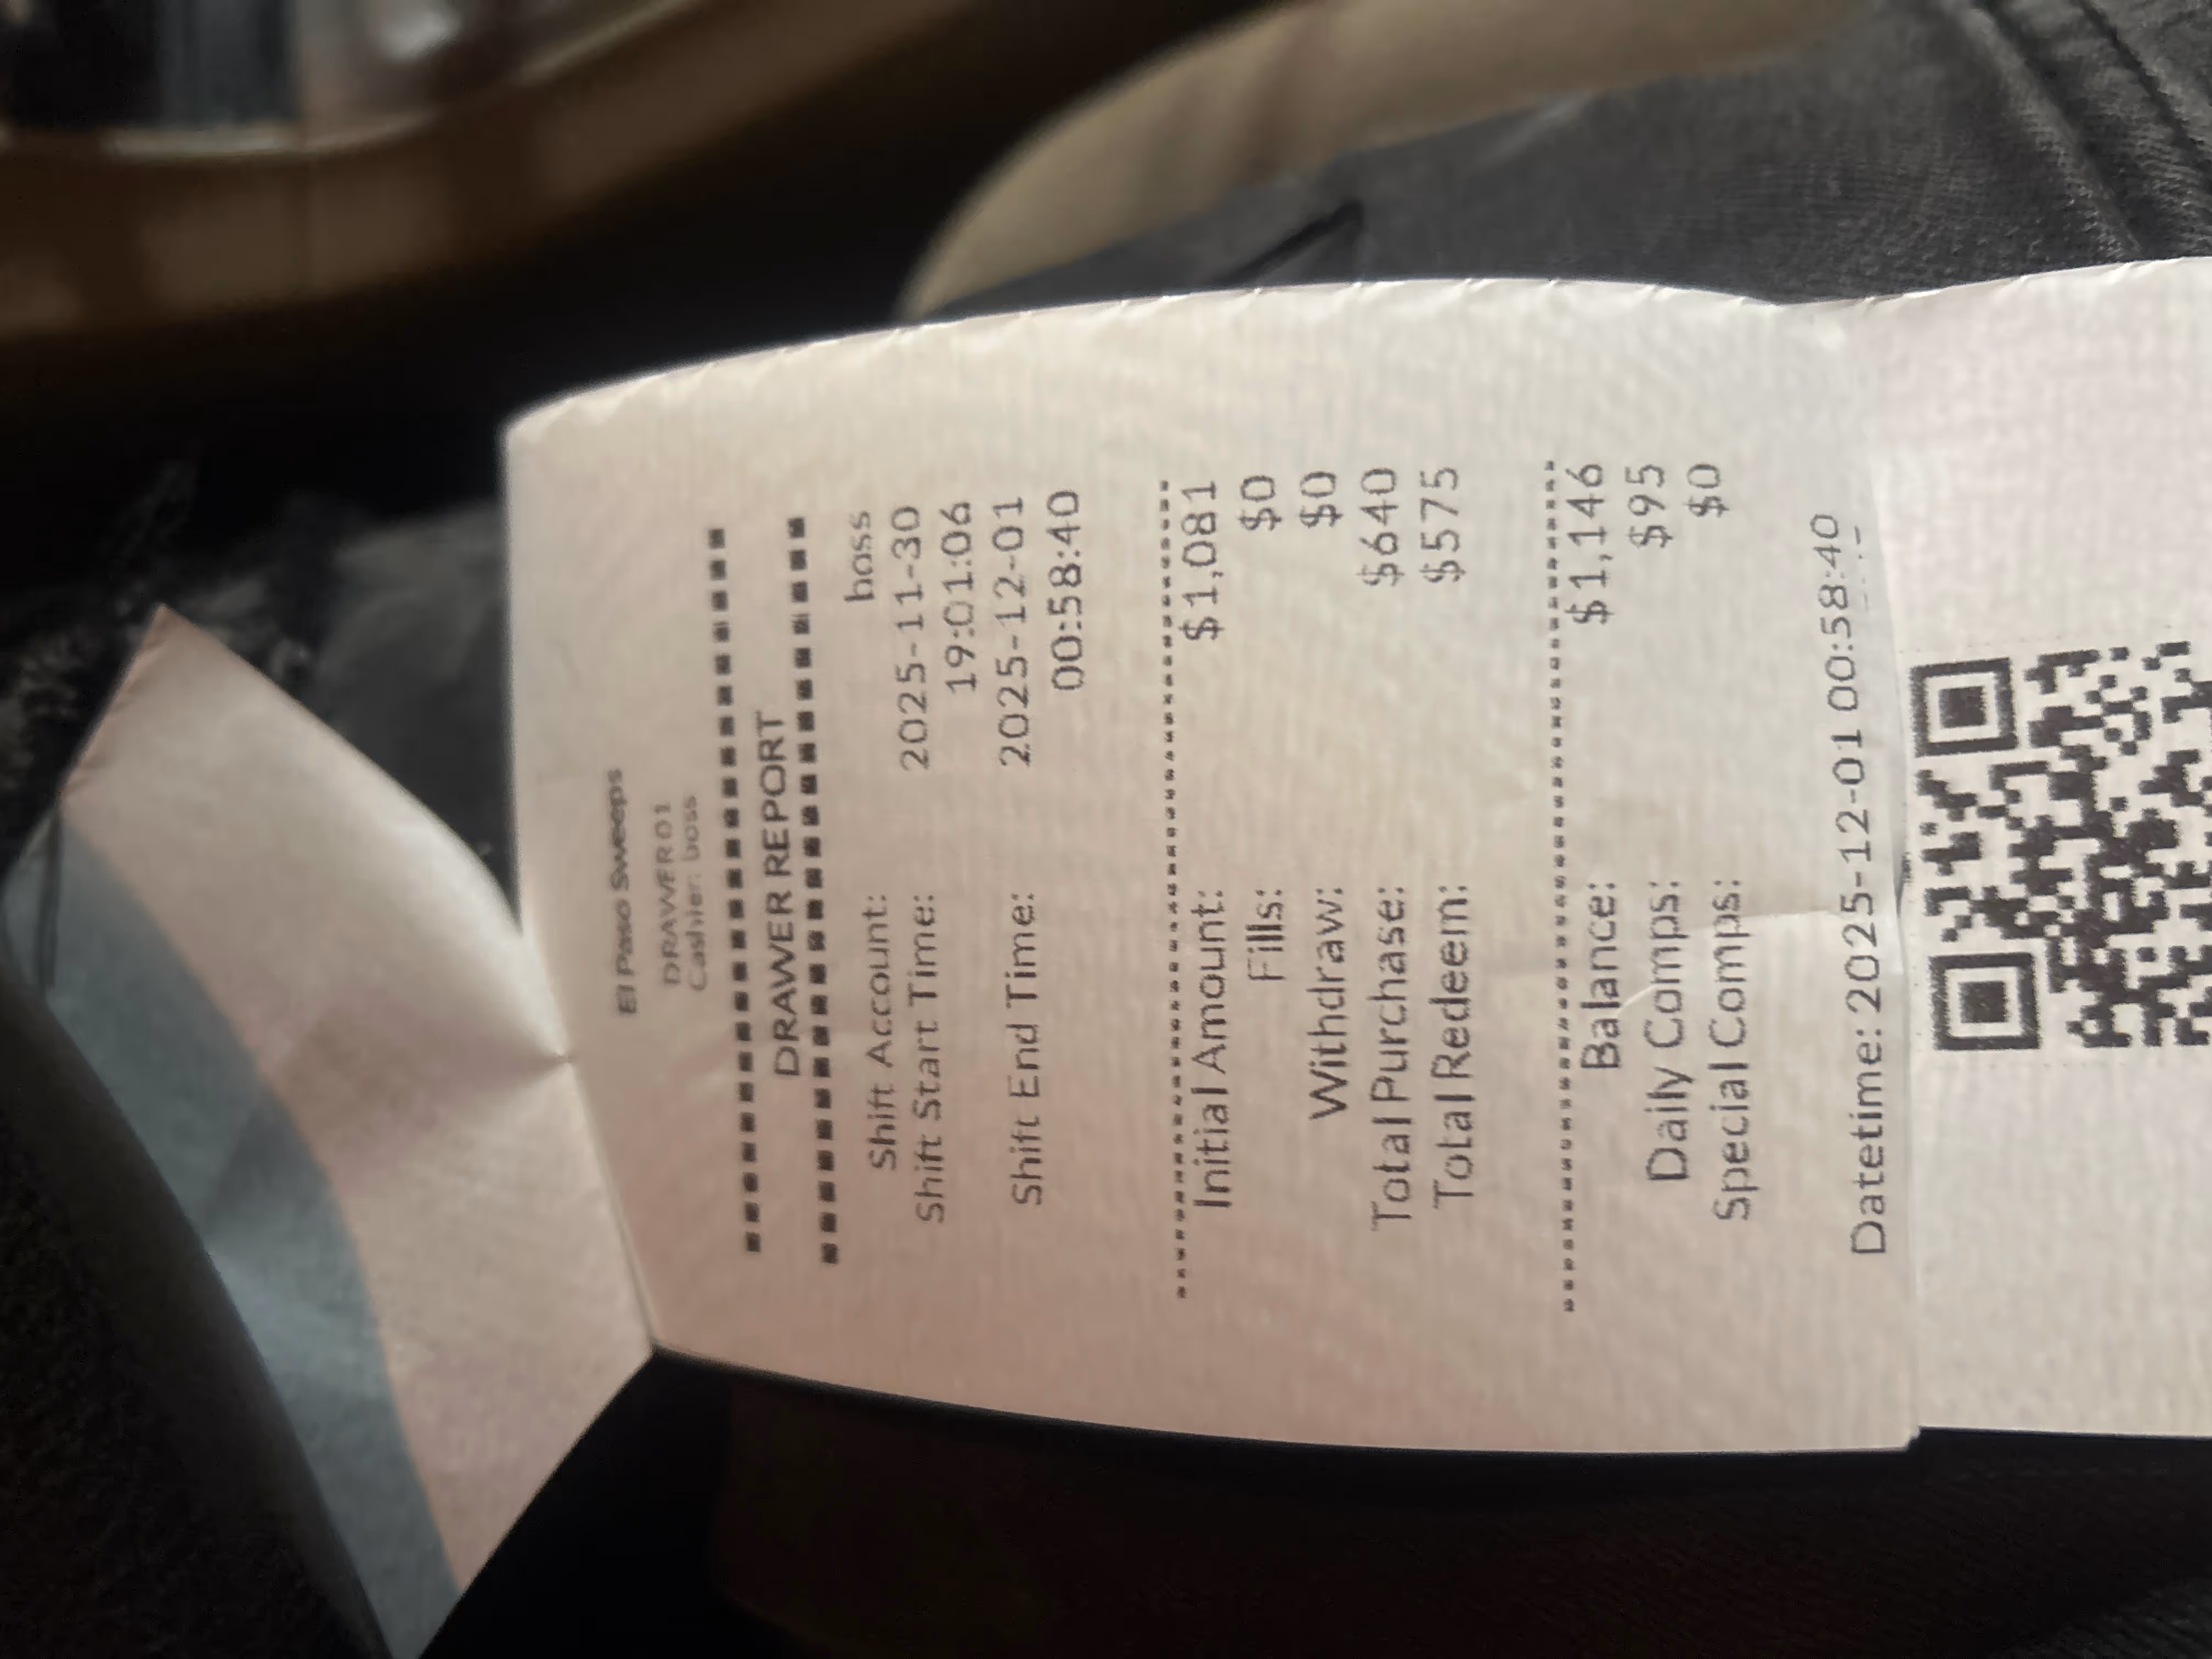 El Paso Sweeps
DRAWER 01
Cashier: boss
DRAWER REPORT
Shift Account: boss
Shift Start Time: 2025-11-30
19:01:06
Shift End Time: 2025-12-01
00:58:40
Initial Amount: $1,081
Fills: $0
Withdraw: $0
Total Purchase: $640
Total Redeem: $575
Balance: $1,146
Daily Comps: $95
Special Comps: $0
Datetime: 2025-12-01 00:58:40